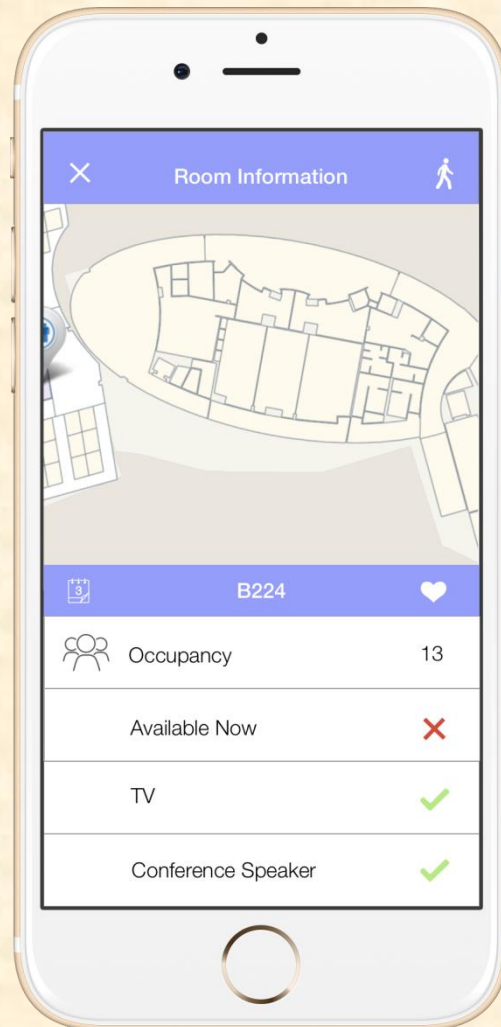 Room Information
3
B224
Occupancy 13
Available Now
TV
Conference Speaker